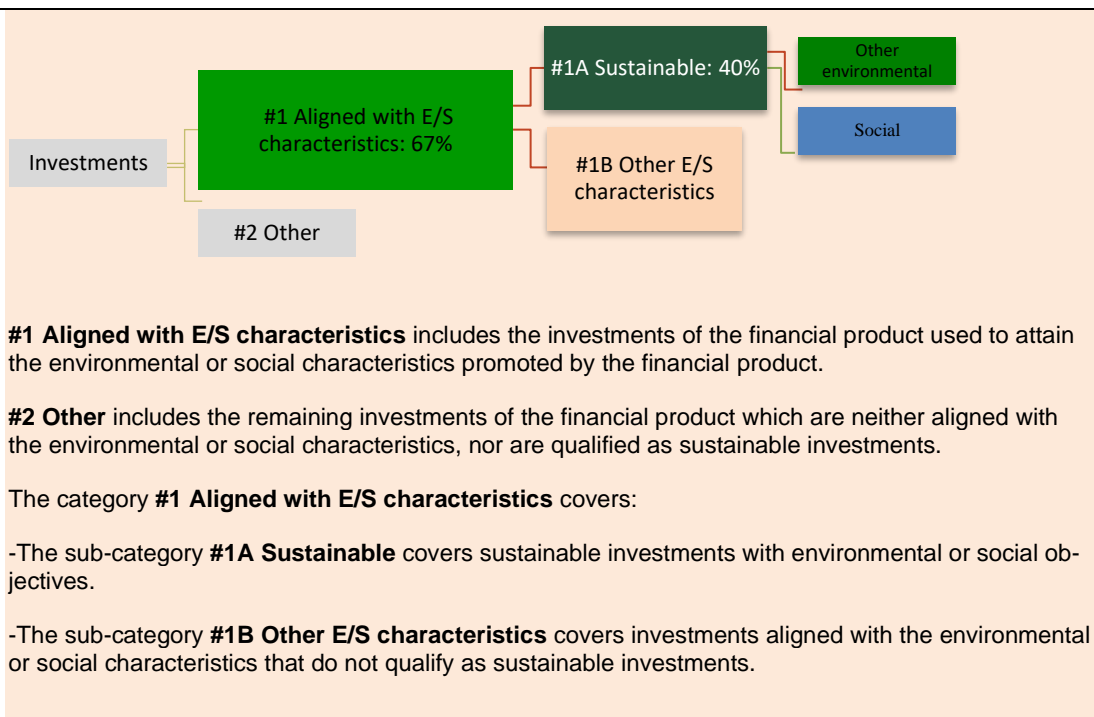 Investments
#1 Aligned with E/S
characteristics: 67%
#2 Other
#1A Sustainable: 40%
#1B Other E/S
characteristics
Other
environmental
Social
#1 Aligned with E/S characteristics includes the investments of the financial product used to attain
the environmental or social characteristics promoted by the financial product.
#2 Other includes the remaining investments of the financial product which are neither aligned with
the environmental or social characteristics, nor are qualified as sustainable investments.
The category #1 Aligned with E/S characteristics covers:
-The sub-category #1A Sustainable covers sustainable investments with environmental or social ob-
jectives.
-The sub-category #1B Other E/S characteristics covers investments aligned with the environmental
or social characteristics that do not qualify as sustainable investments.